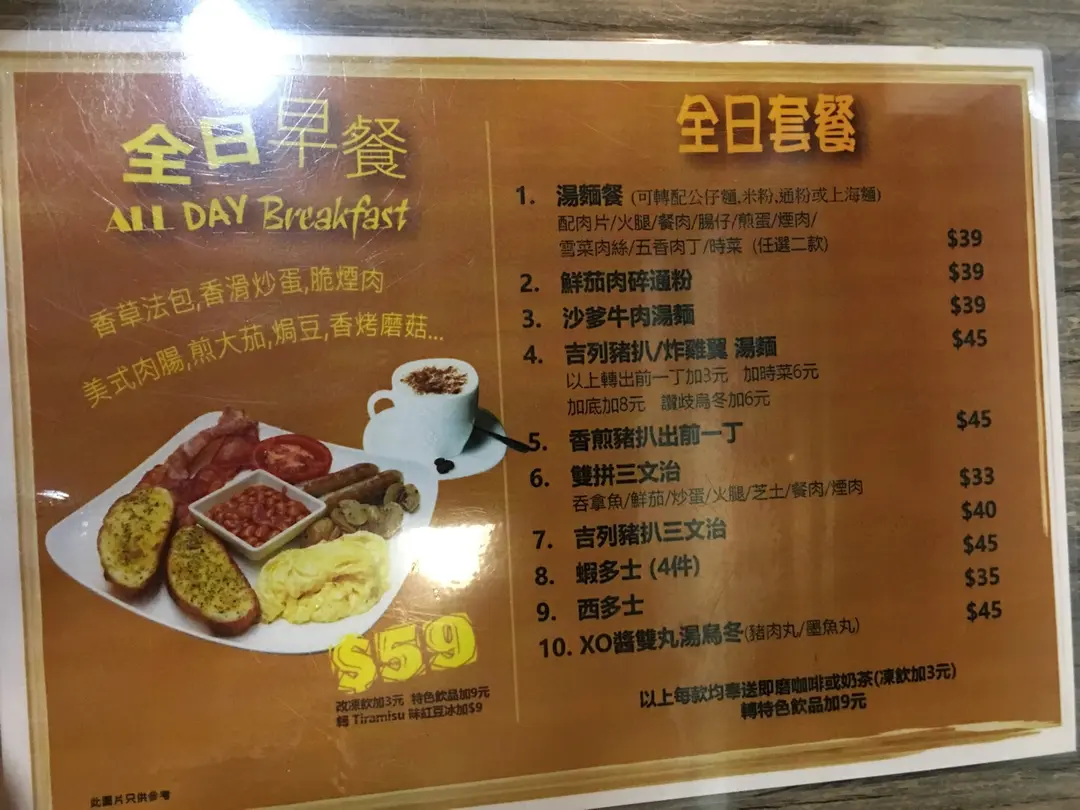 全日早餐
ALL DAY Breakfast
香草法包,香滑炒蛋,脆煙肉
美式肉腸,煎大茄,焗豆,香烤磨菇...
$59
改凍飲加3元 特色飲品加9元
轉 Tiramisu 味紅豆冰加$9
此圖片只供參考
全日套餐
1. 湯麵餐 (可轉配公仔麵,米粉,通粉或上海麵)
配肉片/火腿/餐肉/腸仔/煎蛋/煙肉/
雪菜肉絲/五香肉丁/時菜 (任選二款) $39
2. 鮮茄肉碎通粉 $39
3. 沙爹牛肉湯麵 $39
4. 吉列豬扒/炸雞翼 湯麵 $45
以上轉出前一丁加3元 加時菜6元
加底加8元 讚歧烏冬加6元
5. 香煎豬扒出前一丁 $45
6. 雙拼三文治 $33
吞拿魚/鮮茄/炒蛋/火腿/芝士/餐肉/煙肉
7. 吉列豬扒三文治 $40
8. 蝦多士 (4件) $45
9. 西多士 $35
10. XO醬雙丸湯烏冬(豬肉丸/墨魚丸) $45
以上每款均奉送即磨咖啡或奶茶(凍飲加3元)
轉特色飲品加9元